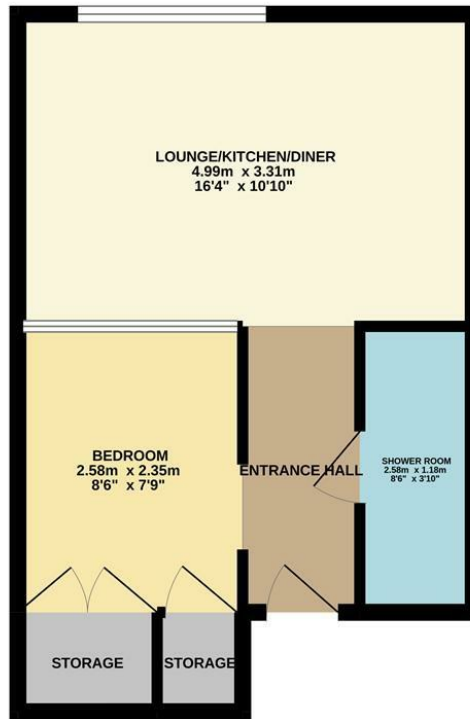 LOUNGE/KITCHEN/DINER
4.99m x 3.31m
16'4" x 10'10"
BEDROOM
2.58m x 2.35m
8'6" x 7'9"
ENTRANCE HALL
SHOWER ROOM
2.58m x 1.18m
8'6" x 3'10"
STORAGE
STORAGE